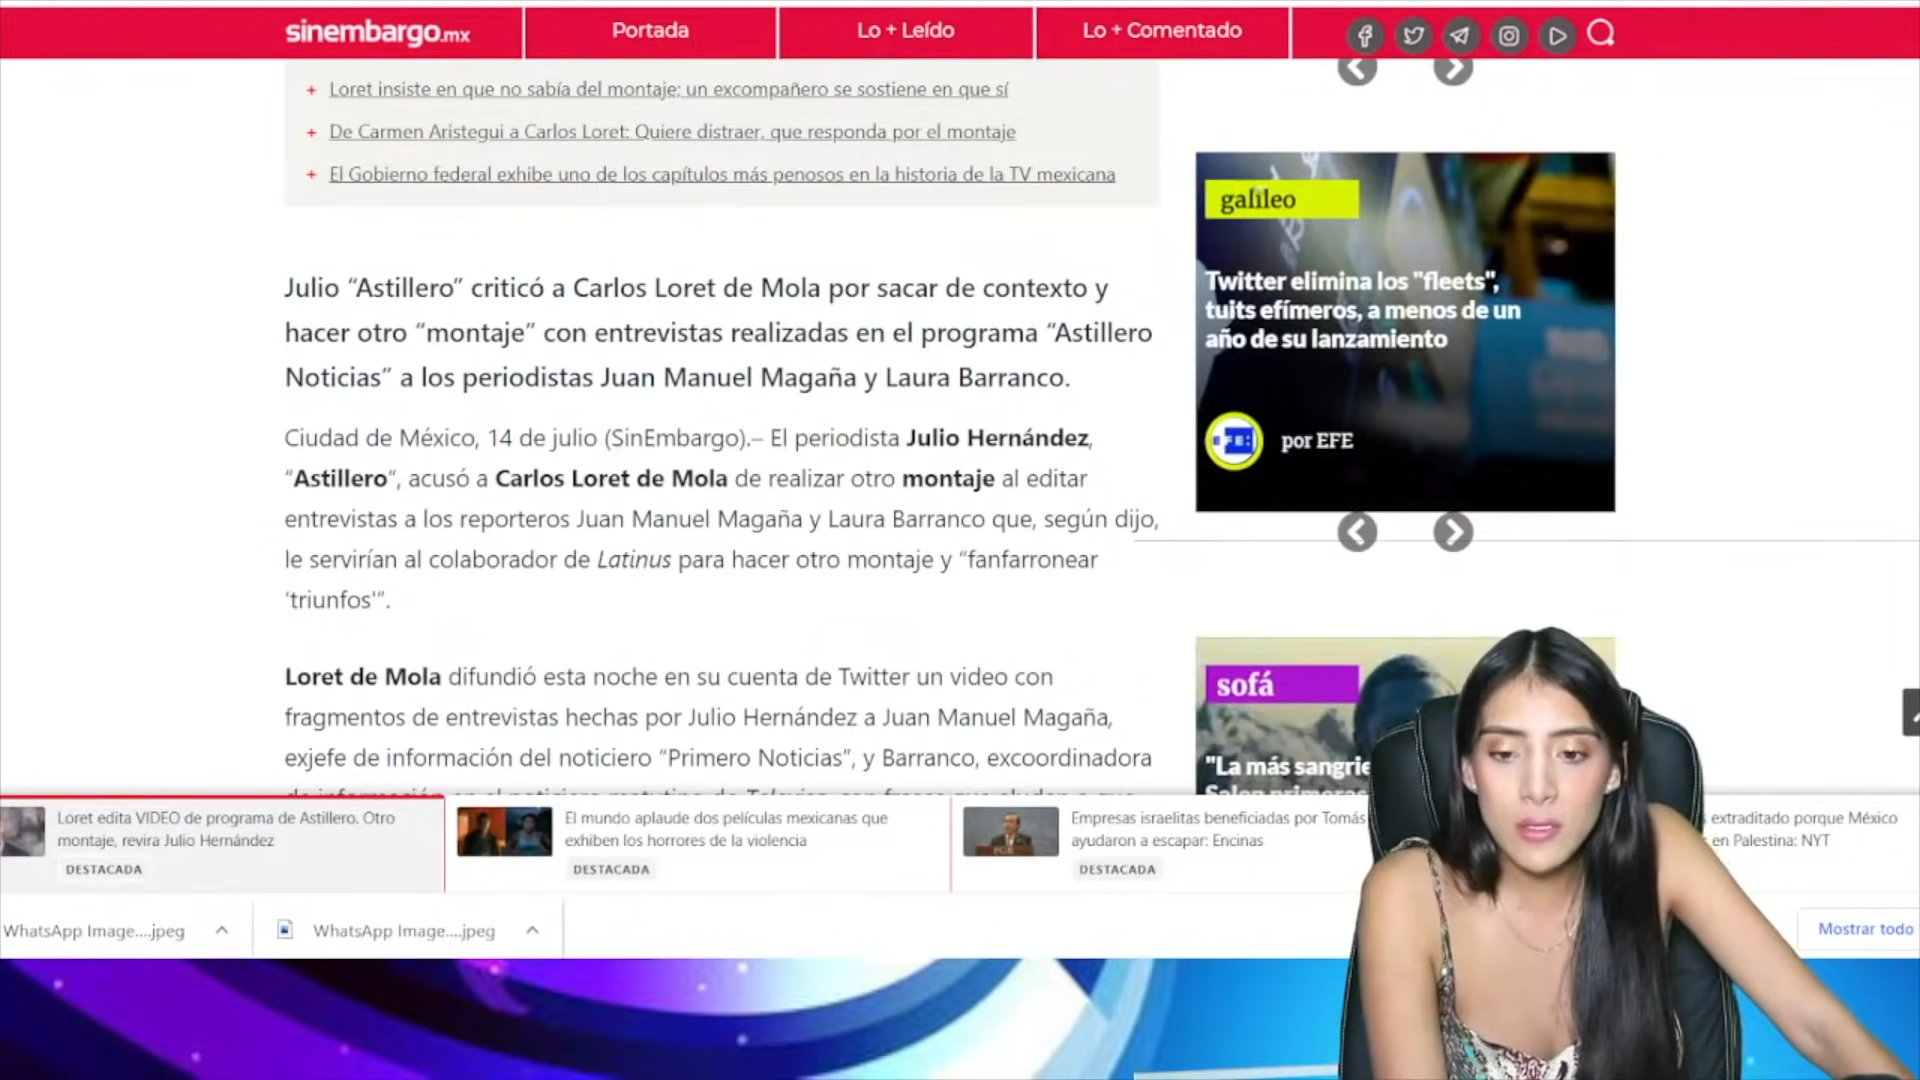 sinembargo.mx
Portada
Lo + Leído
Lo + Comentado
+ Loret insiste en que no sabía del montaje; un excompañero se sostiene en que sí
+ De Carmen Aristegui a Carlos Loret: Quiere distraer, que responda por el montaje
+ El Gobierno federal exhibe uno de los capítulos más penosos en la historia de la TV mexicana
Julio “Astillero” criticó a Carlos Loret de Mola por sacar de contexto y
hacer otro “montaje” con entrevistas realizadas en el programa “Astillero
Noticias” a los periodistas Juan Manuel Magaña y Laura Barranco.
Ciudad de México, 14 de julio (SinEmbargo).– El periodista Julio Hernández,
“Astillero”, acusó a Carlos Loret de Mola de realizar otro montaje al editar
entrevistas a los reporteros Juan Manuel Magaña y Laura Barranco que, según dijo,
le servirían al colaborador de Latinus para hacer otro montaje y “fanfarronear
‘triunfos'”.
Loret de Mola difundió esta noche en su cuenta de Twitter un video con
fragmentos de entrevistas hechas por Julio Hernández a Juan Manuel Magaña,
exjefe de información del noticiero “Primero Noticias”, y Barranco, excoordinadora
galileo
Twitter elimina los "fleets",
tuits efímeros, a menos de un
año de su lanzamiento
EFE:
por EFE
sofá
"La más
Loret edita VIDEO de programa de Astillero. Otro
montaje, revira Julio Hernández
DESTACADA
El mundo aplaude dos películas mexicanas que
exhiben los horrores de la violencia
DESTACADA
PGR
Empresas israelitas beneficiadas por Tomás
ayudaron a escapar: Encinas
DESTACADA
extraditado porque México
en Palestina: NYT
WhatsApp Image....jpeg
WhatsApp Image....jpeg
Mostrar todo